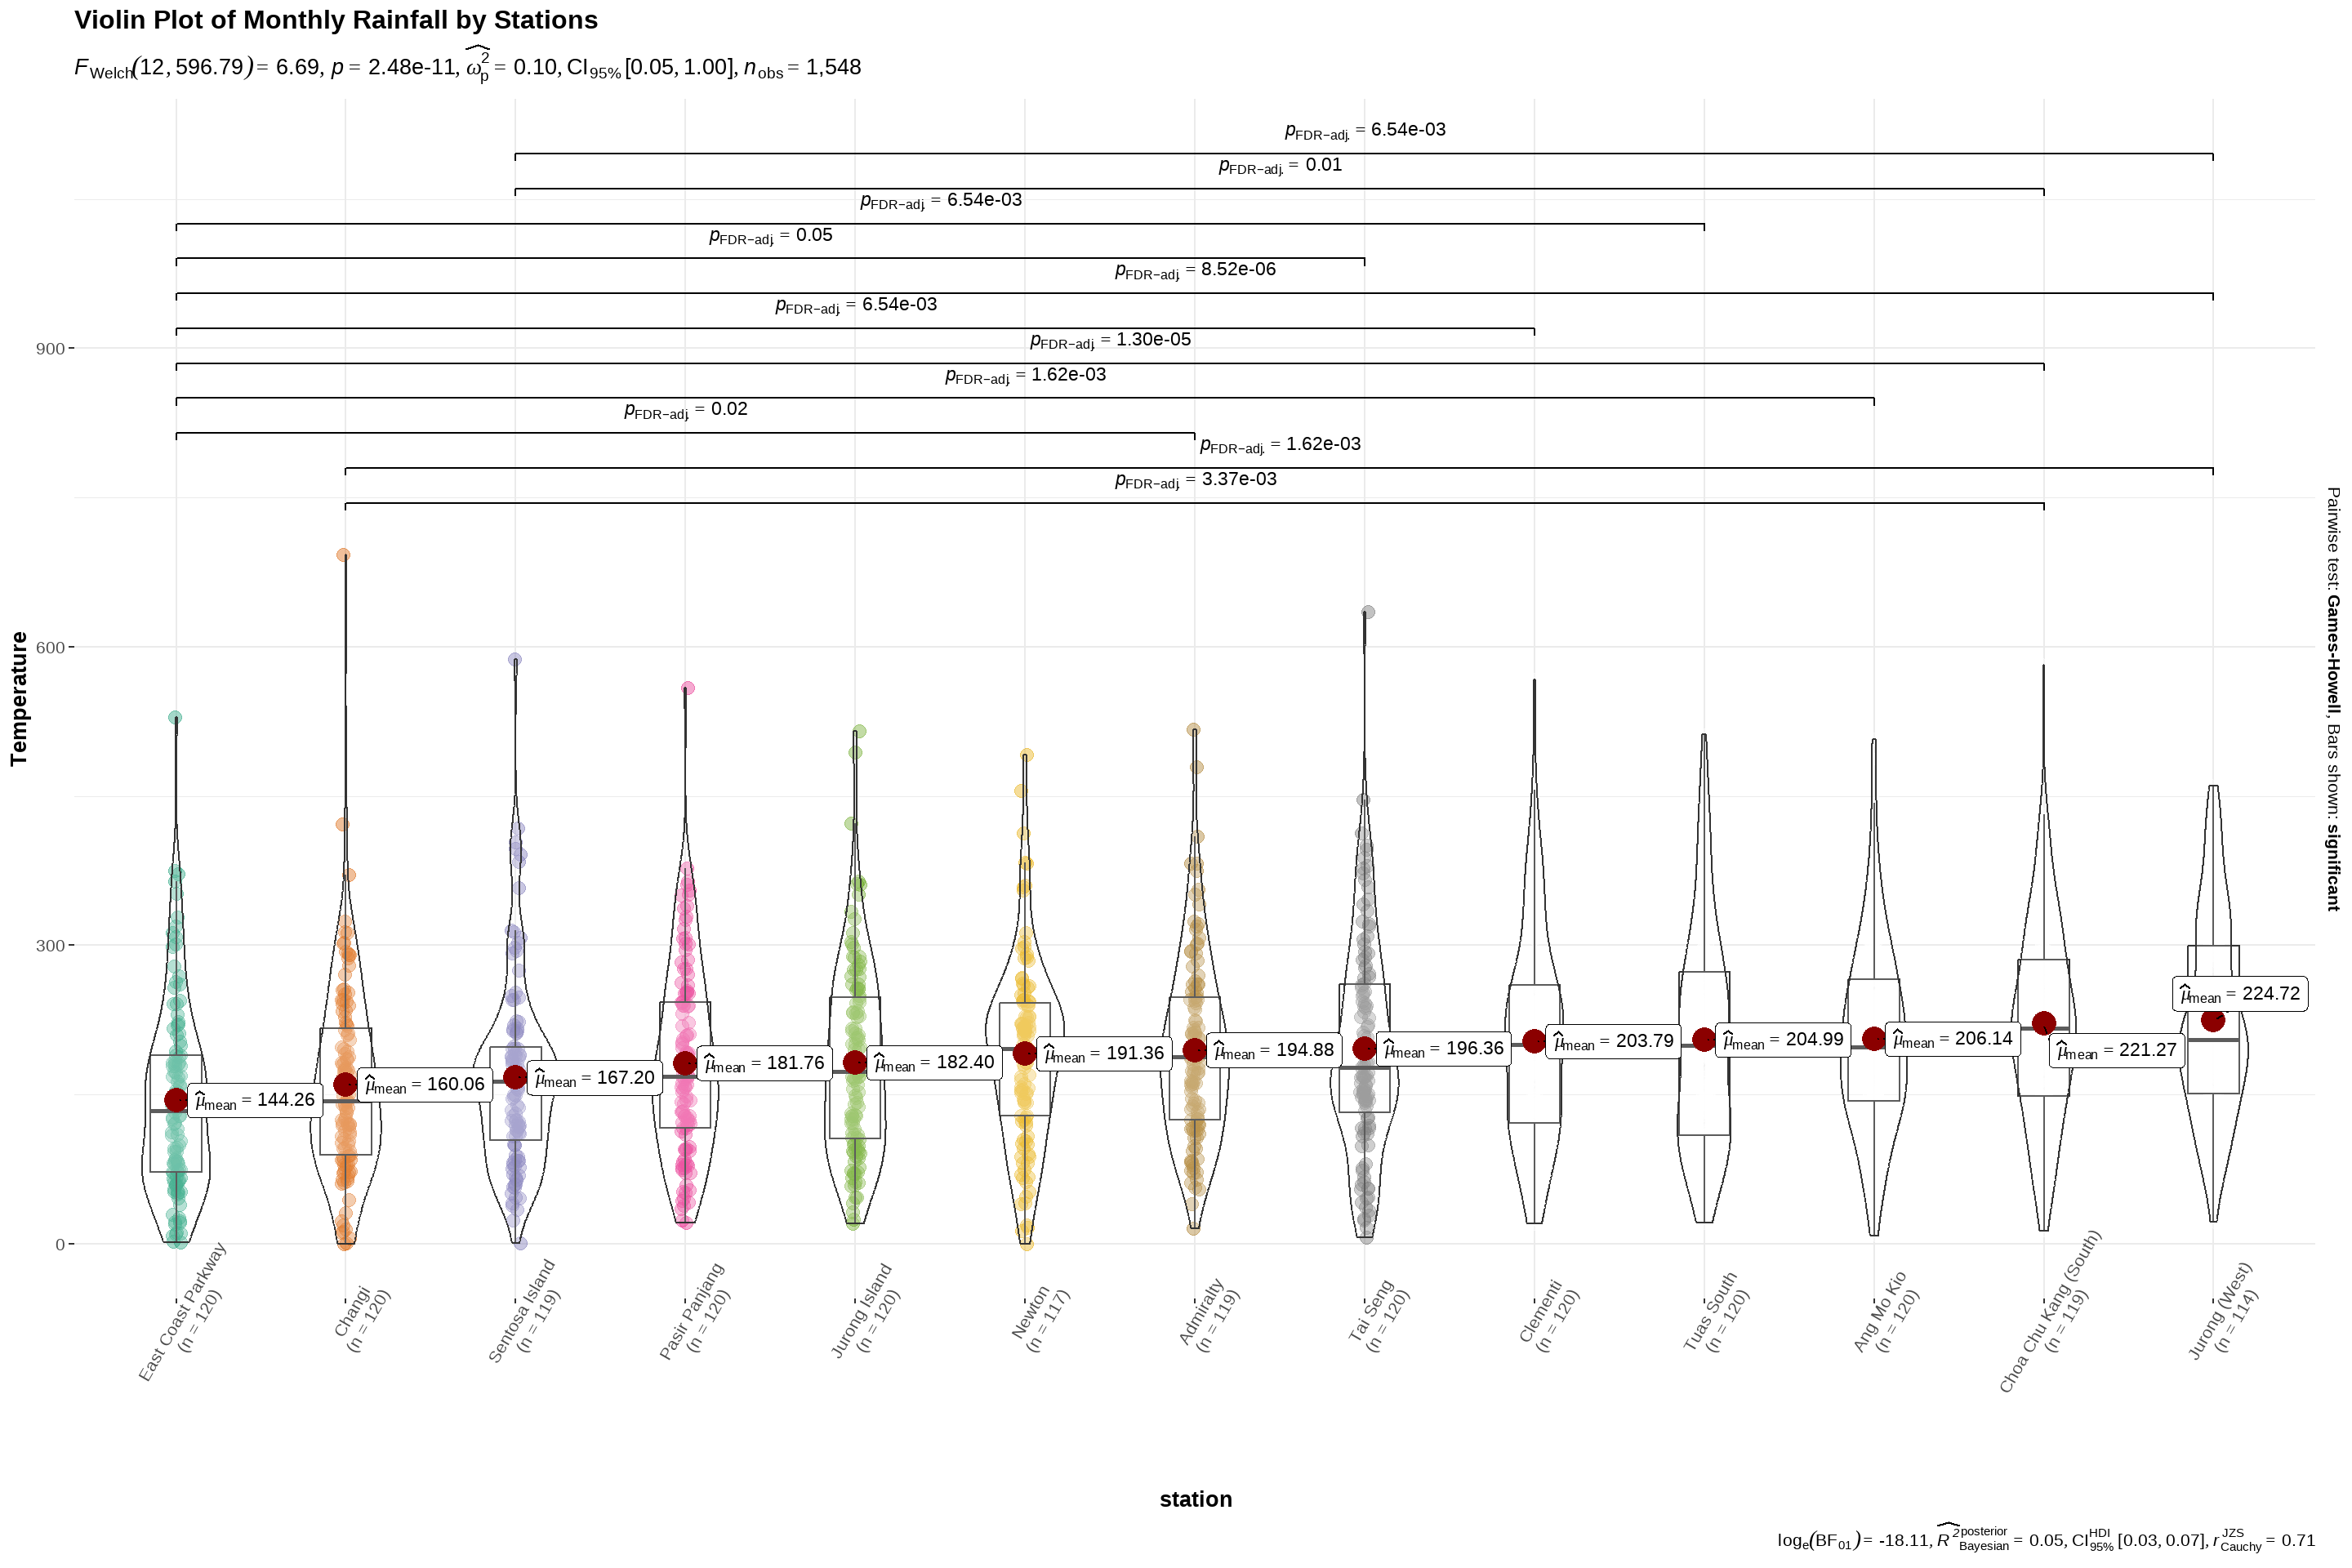 Violin Plot of Monthly Rainfall by Stations
F Welch(12, 596.79) = 6.69, p = 2.48e-11, ω̂²p = 0.10, CI95% [0.05, 1.00], nobs = 1,548
pFDR−adj. = 6.54e-03
pFDR−adj. = 0.01
pFDR−adj. = 6.54e-03
pFDR−adj. = 0.05
pFDR−adj. = 8.52e-06
pFDR−adj. = 6.54e-03
pFDR−adj. = 1.30e-05
pFDR−adj. = 1.62e-03
pFDR−adj. = 0.02
pFDR−adj. = 1.62e-03
pFDR−adj. = 3.37e-03
900
600
300
0
Temperature
μ̂mean = 144.26
μ̂mean = 160.06
μ̂mean = 167.20
μ̂mean = 181.76
μ̂mean = 182.40
μ̂mean = 191.36
μ̂mean = 194.88
μ̂mean = 196.36
μ̂mean = 203.79
μ̂mean = 204.99
μ̂mean = 206.14
μ̂mean = 221.27
μ̂mean = 224.72
Pairwise test: Games-Howell, Bars shown: significant
East Coast Parkway
(n = 120)
Changi
(n = 120)
Sentosa Island
(n = 119)
Pasir Panjang
(n = 120)
Jurong Island
(n = 120)
Newton
(n = 117)
Admiralty
(n = 119)
Tai Seng
(n = 120)
Clementi
(n = 120)
Tuas South
(n = 120)
Ang Mo Kio
(n = 120)
Choa Chu Kang (South)
(n = 119)
Jurong (West)
(n = 114)
station
loge(BF01) = -18.11, R̂² posterior Bayesian = 0.05, CI HDI 95% [0.03, 0.07], r JZS Cauchy = 0.71